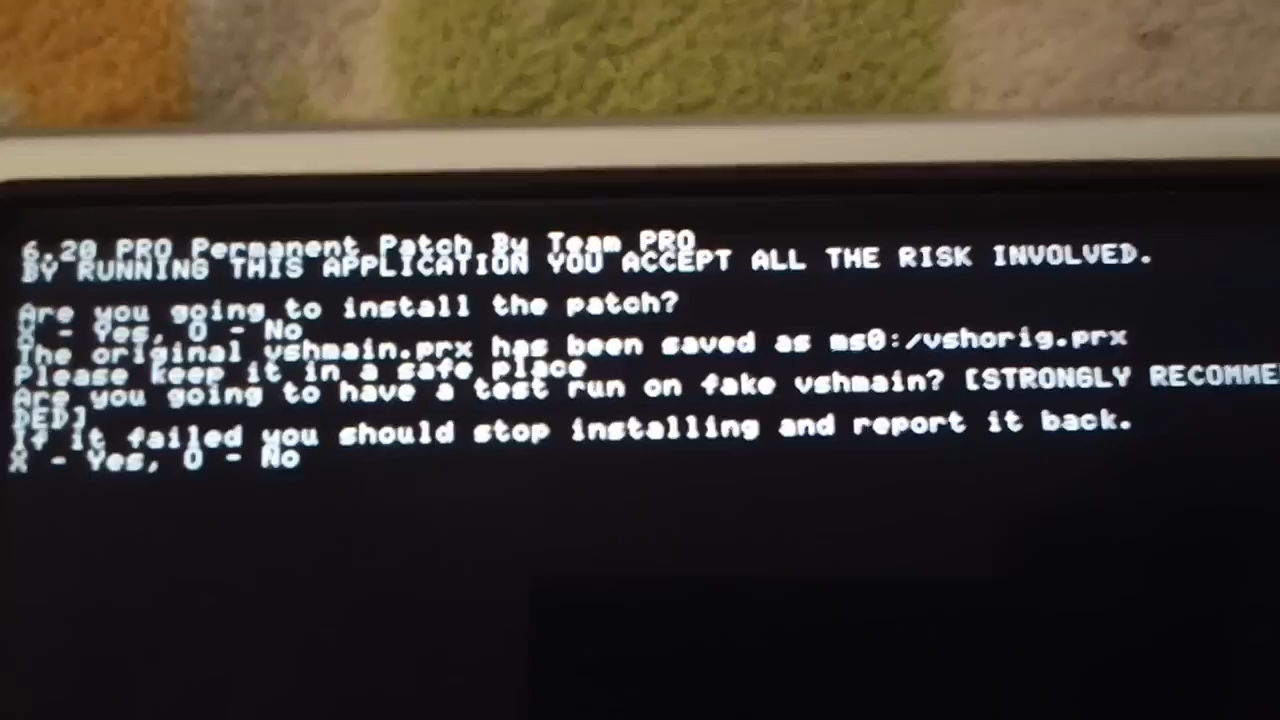 6.20 PRO Permanent Patch By Team PRO
BY RUNNING THIS APPLICATION YOU ACCEPT ALL THE RISK INVOLVED.
Are you going to install the patch?
X - Yes, O - No
The original vshmain.prx has been saved as ms0:/vshorig.prx
Please keep it in a safe place
Are you going to have a test run on fake vshmain? [STRONGLY RECOMME
DED]
If it failed you should stop installing and report it back.
X - Yes, O - No